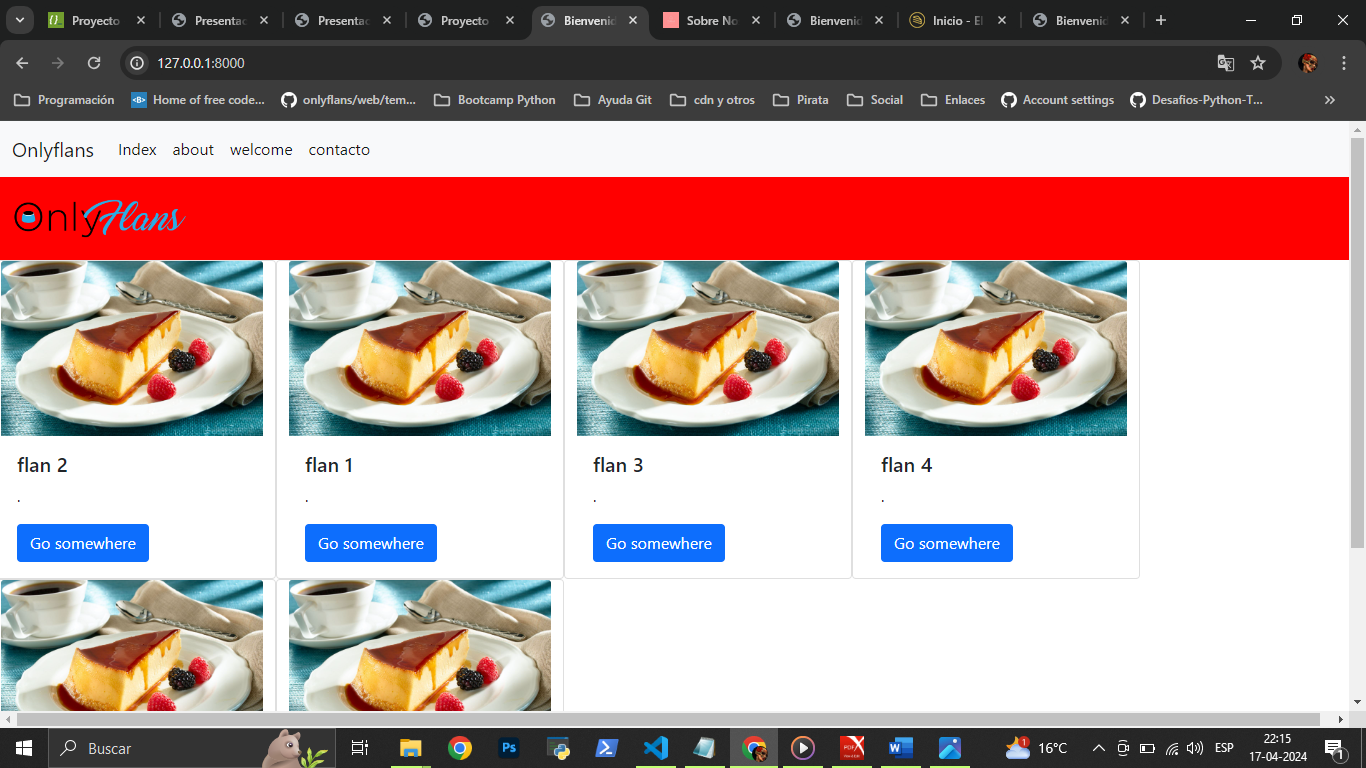 Proyecto
Presentac
Presentac
Proyecto
Bienvenid
Sobre No
Bienvenid
Inicio - El
Bienvenid
127.0.0.1:8000
Programación
Home of free code...
onlyflans/web/tem...
Bootcamp Python
Ayuda Git
cdn y otros
Pirata
Social
Enlaces
Account settings
Desafios-Python-T...
Onlyflans Index about welcome contacto
OnlyFlans
flan 2
flan 1
flan 3
flan 4
.
.
.
.
Go somewhere
Go somewhere
Go somewhere
Go somewhere
Buscar
16°C
ESP
22:15
17-04-2024